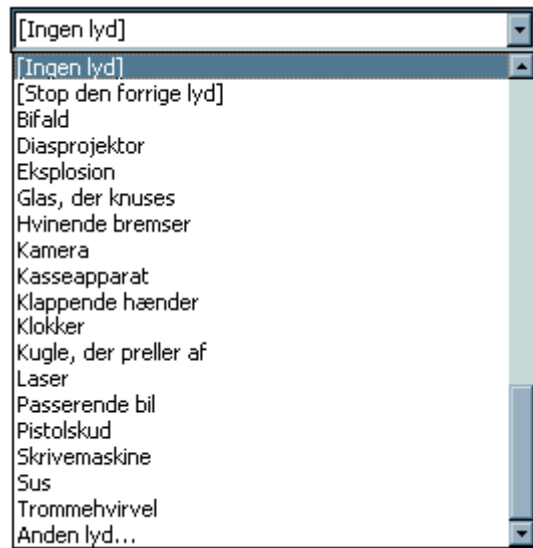 [Ingen lyd]
[Ingen lyd]
[Stop den forrige lyd]
Bifald
Diasprojektor
Eksplosion
Glas, der knuses
Hvinende bremser
Kamera
Kasseapparat
Klappende hænder
Klokker
Kugle, der preller af
Laser
Passerende bil
Pistolskud
Skrivemaskine
Sus
Trommehvirvel
Anden lyd...